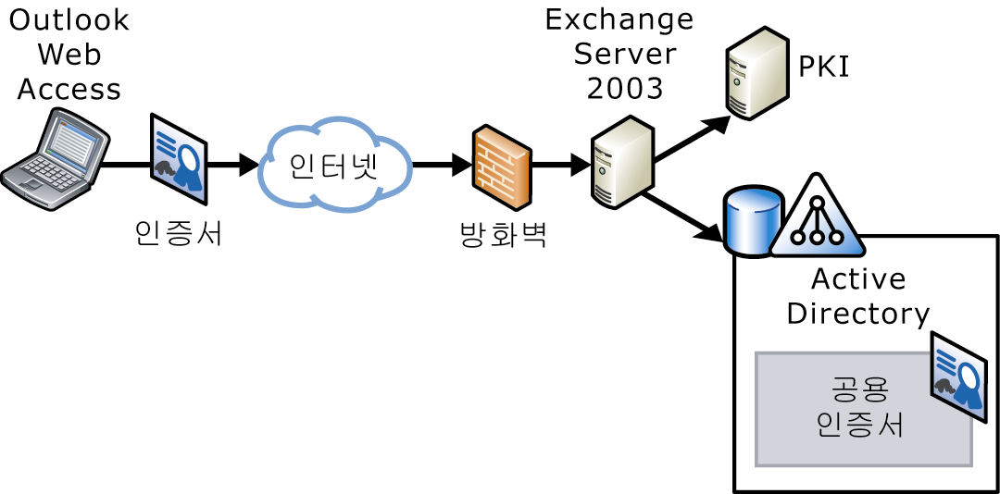 Outlook
Web
Access
인증서
인터넷
방화벽
Exchange
Server
2003
PKI
Active
Directory
공용
인증서